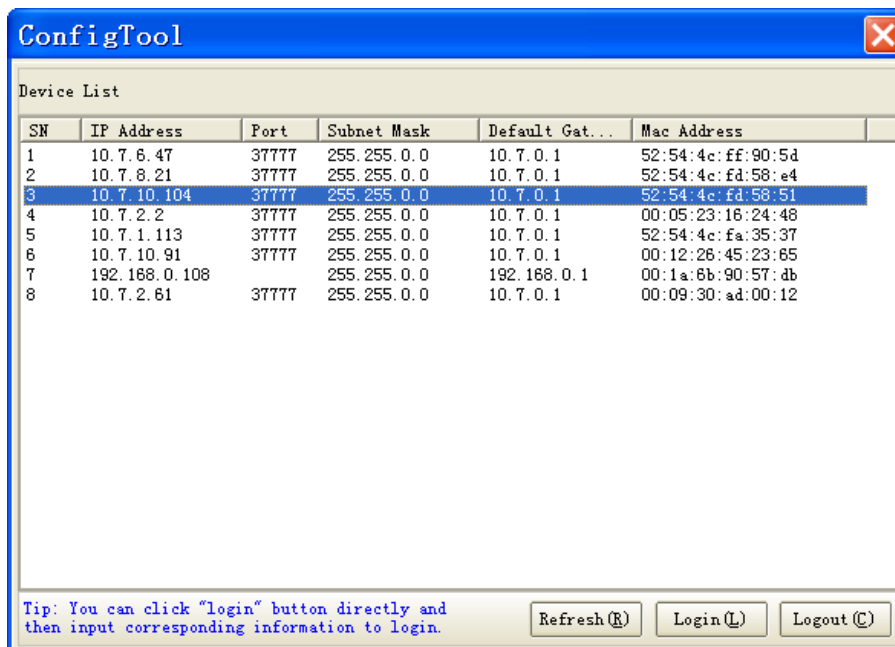 ConfigTool
Device List
SN IP Address Port Subnet Mask Default Gat... Mac Address
1 10.7.6.47 37777 255.255.0.0 10.7.0.1 52:54:4c:ff:90:5d
2 10.7.8.21 37777 255.255.0.0 10.7.0.1 52:54:4c:fd:58:e4
3 10.7.10.104 37777 255.255.0.0 10.7.0.1 52:54:4c:fd:58:51
4 10.7.2.2 37777 255.255.0.0 10.7.0.1 00:05:23:16:24:48
5 10.7.1.113 37777 255.255.0.0 10.7.0.1 52:54:4c:fa:35:37
6 10.7.10.91 37777 255.255.0.0 10.7.0.1 00:12:26:45:23:65
7 192.168.0.108 255.255.0.0 192.168.0.1 00:1a:6b:90:57:db
8 10.7.2.61 37777 255.255.0.0 10.7.0.1 00:09:30:ad:00:12
Tip: You can click "login" button directly and
then input corresponding information to login.
Refresh(R) Login(L) Logout(C)